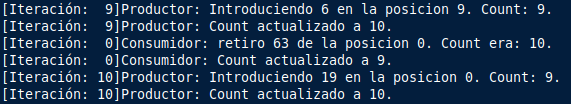 [Iteración:  9]Productor: Introduciendo 6 en la posicion 9. Count: 9.
[Iteración:  9]Productor: Count actualizado a 10.
[Iteración:  0]Consumidor: retiro 63 de la posicion 0. Count era: 10.
[Iteración:  0]Consumidor: Count actualizado a 9.
[Iteración: 10]Productor: Introduciendo 19 en la posicion 0. Count: 9.
[Iteración: 10]Productor: Count actualizado a 10.